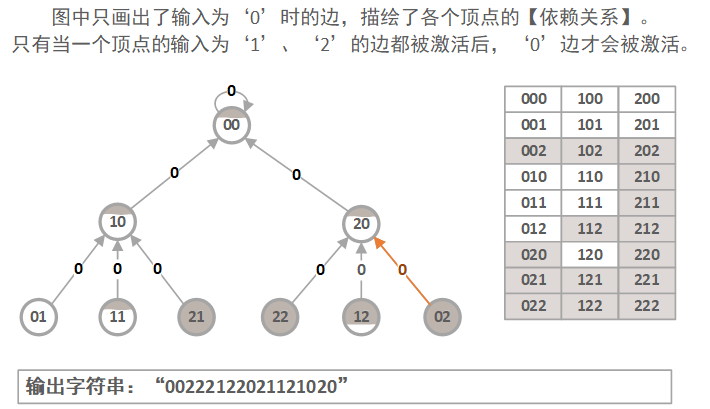 图中只画出了输入为‘0’时的边，描绘了各个顶点的【依赖关系】。
只有当一个顶点的输入为‘1’、‘2’的边都被激活后，‘0’边才会被激活。
0
00
0 0
10 20
0 0 0 0 0 0
01 11 21 22 12 02
000 100 200
001 101 201
002 102 202
010 110 210
011 111 211
012 112 212
020 120 220
021 121 221
022 122 222
输出字符串：“00222122021121020”